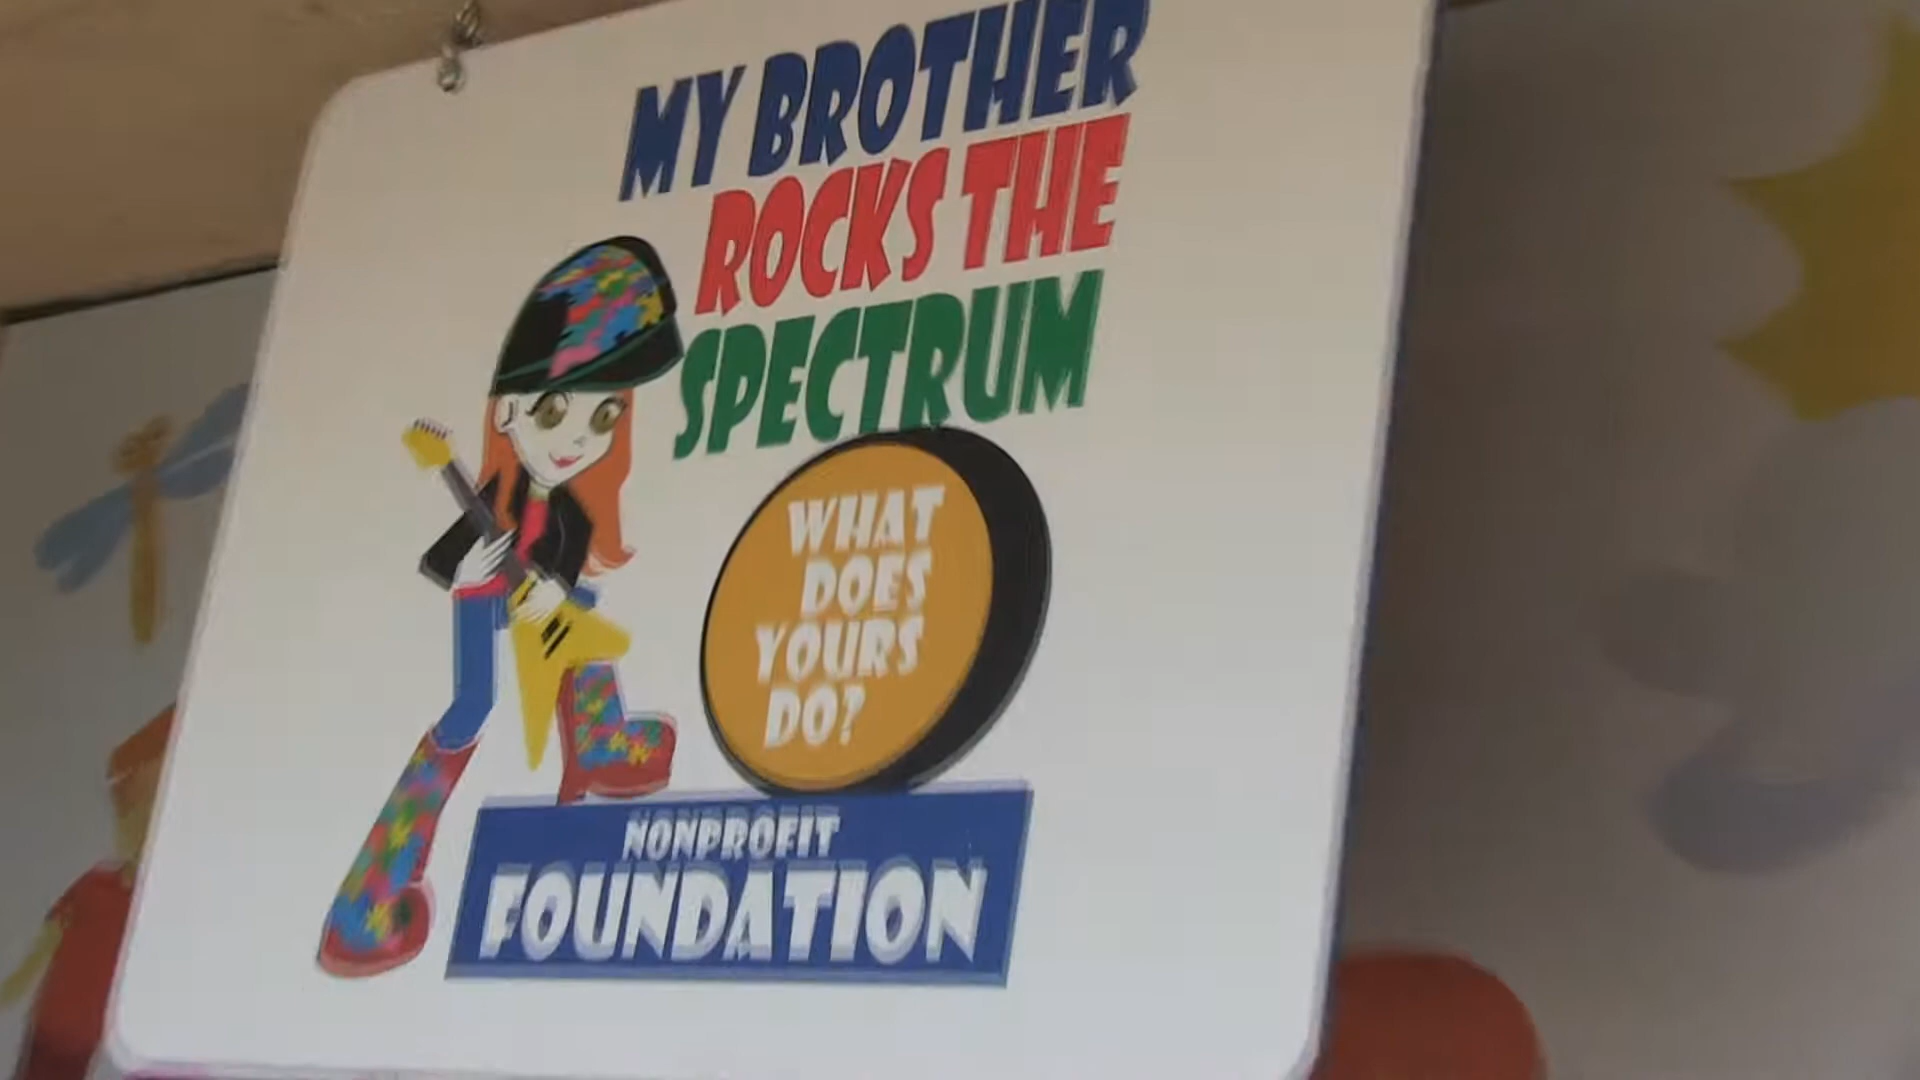 MY BROTHER
ROCKS THE
SPECTRUM
WHAT
DOES
YOURS
DO?
NONPROFIT
FOUNDATION